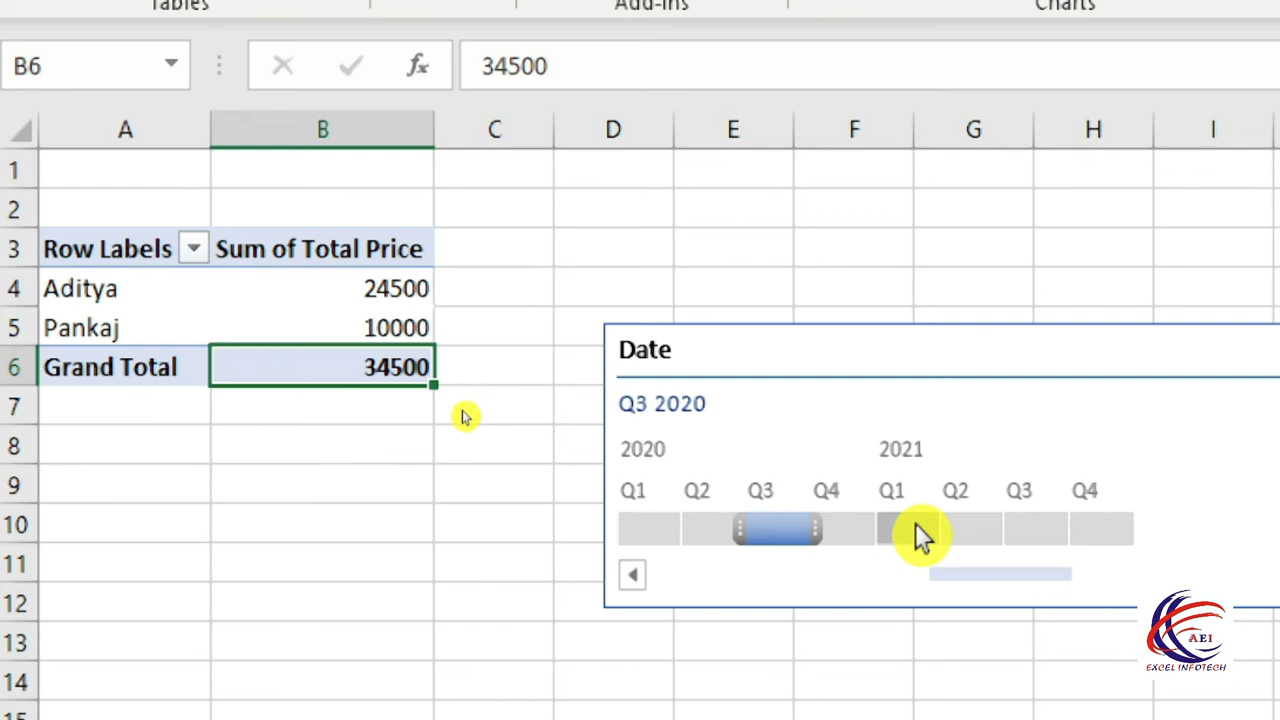 Tables Add-ins Charts
B6 fx 34500
A B C D E F G H I
1
2
3 Row Labels Sum of Total Price
4 Aditya 24500
5 Pankaj 10000
6 Grand Total 34500
7
8
9
10
11
12
13
14
15
Date
Q3 2020
2020 2021
Q1 Q2 Q3 Q4 Q1 Q2 Q3 Q4
AEI
EXCEL INFOTECH